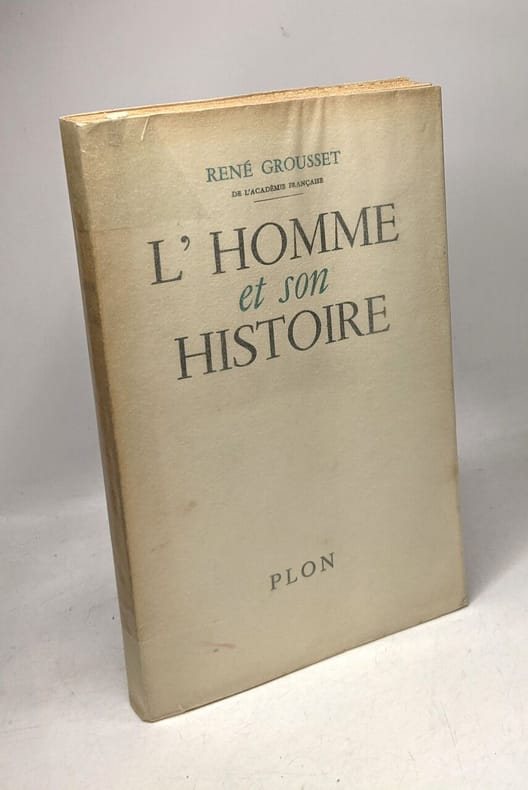 RENÉ GROUSSET
DE L'ACADÉMIE FRANÇAISE
L'HOMME
et son
HISTOIRE
PLON